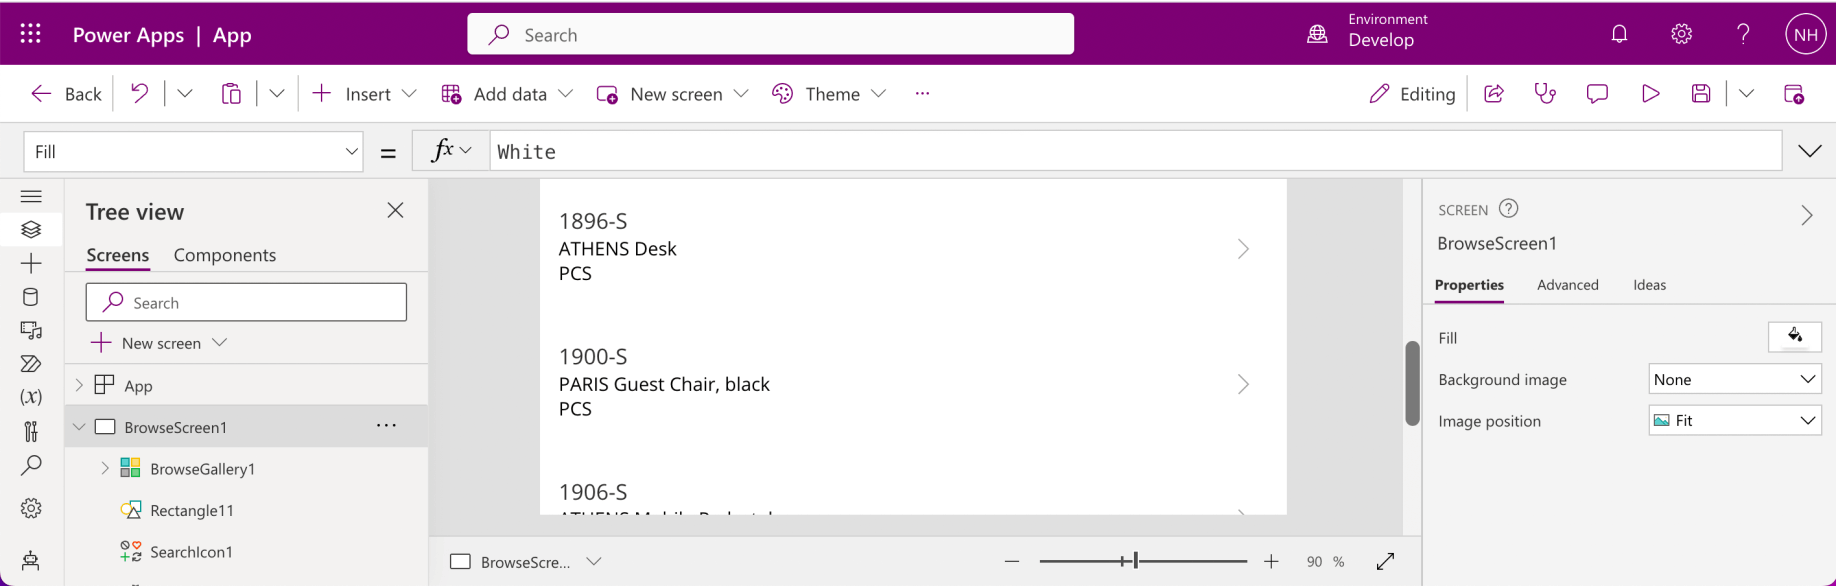 Power Apps | App
Search
Environment
Develop
NH
Back
Insert
Add data
New screen
Theme
Editing
Fill
=
fx
White
Tree view
Screens
Components
Search
New screen
App
BrowseScreen1
BrowseGallery1
Rectangle11
SearchIcon1
1896-S
ATHENS Desk
PCS
1900-S
PARIS Guest Chair, black
PCS
1906-S
BrowseScre...
90 %
SCREEN
BrowseScreen1
Properties
Advanced
Ideas
Fill
Background image
None
Image position
Fit